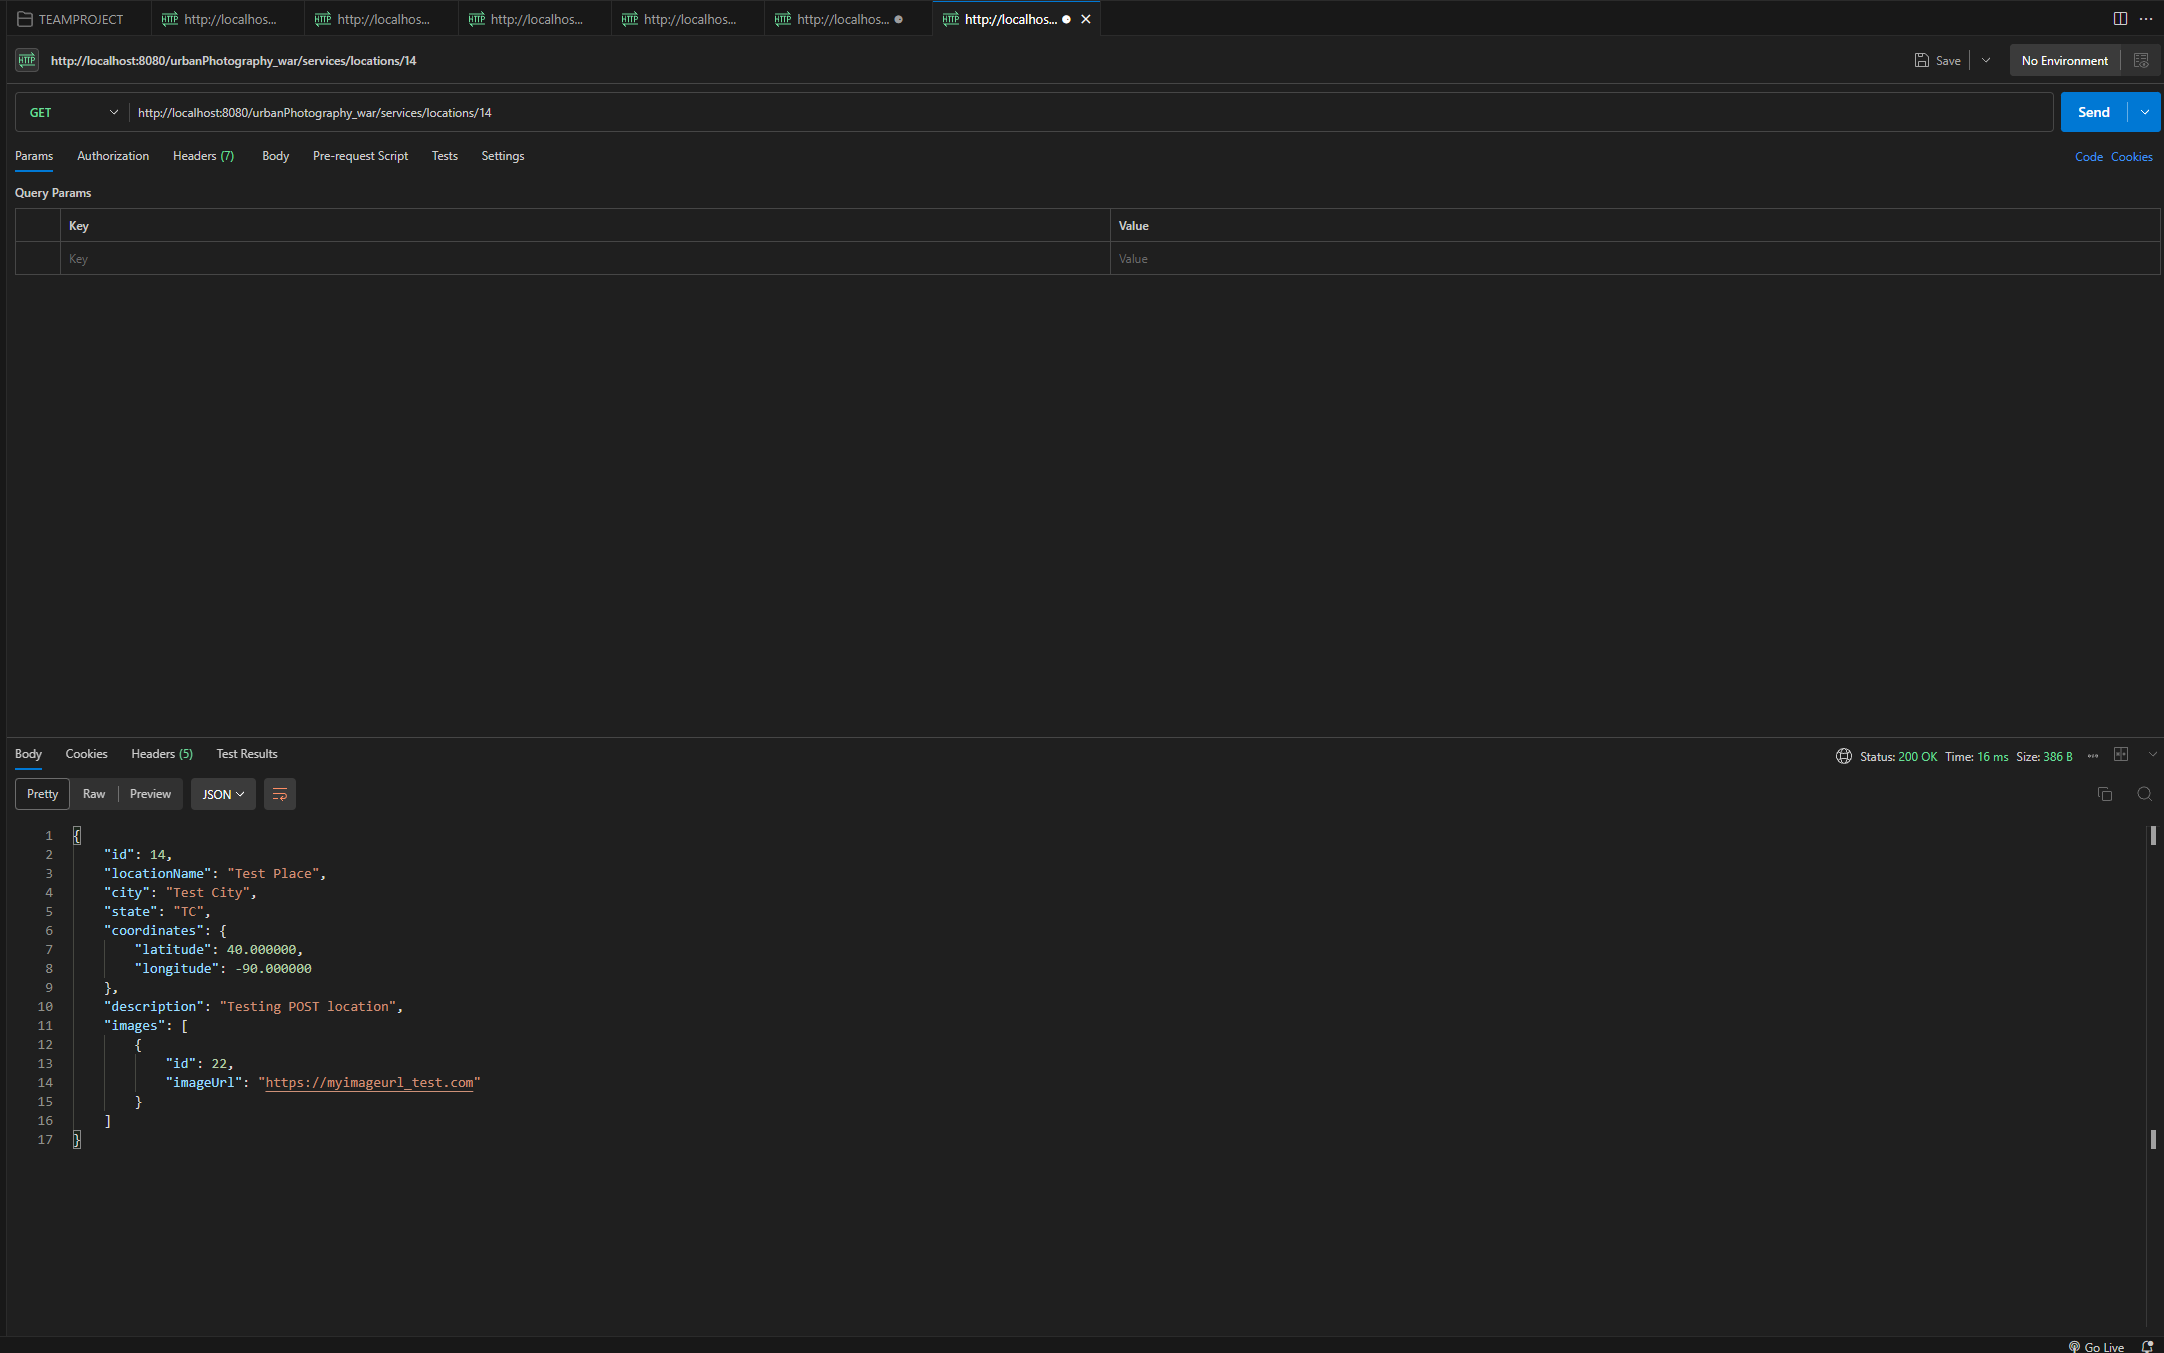 TEAMPROJECT http://localhos... http://localhos... http://localhos... http://localhos... http://localhos... http://localhos...
HTTP http://localhost:8080/urbanPhotography_war/services/locations/14 Save No Environment
GET http://localhost:8080/urbanPhotography_war/services/locations/14 Send
Params Authorization Headers (7) Body Pre-request Script Tests Settings Code Cookies
Query Params
Key Value
Key Value
Body Cookies Headers (5) Test Results Status: 200 OK Time: 16 ms Size: 386 B
Pretty Raw Preview JSON
1 {
2 "id": 14,
3 "locationName": "Test Place",
4 "city": "Test City",
5 "state": "TC",
6 "coordinates": {
7 "latitude": 40.000000,
8 "longitude": -90.000000
9 },
10 "description": "Testing POST location",
11 "images": [
12 {
13 "id": 22,
14 "imageUrl": "https://myimageurl_test.com"
15 }
16 ]
17 }
Go Live